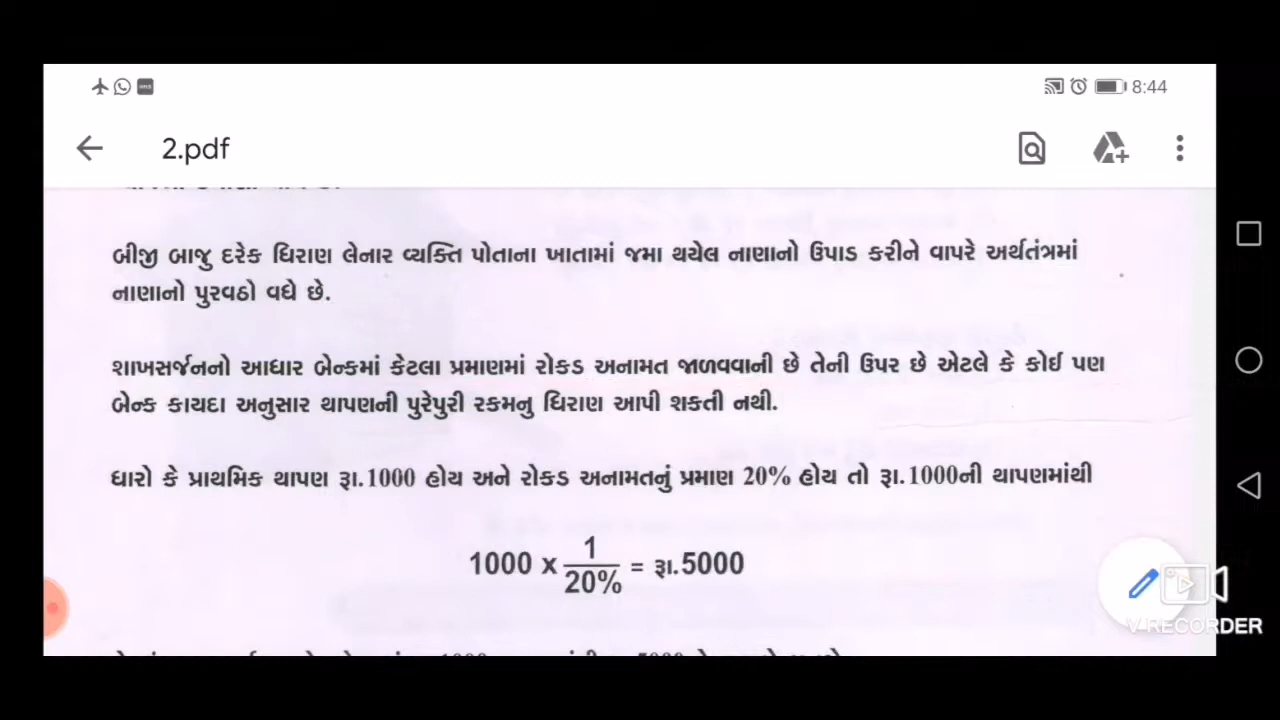 8:44
2.pdf
બીજી બાજુ દરેક ધિરાણ લેનાર વ્યક્તિ પોતાના ખાતામાં જમા થયેલ નાણાનો ઉપાડ કરીને વાપરે અર્થતંત્રમાં
નાણાનો પુરવઠો વધે છે.
શાખસર્જનનો આધાર બેન્કમાં કેટલા પ્રમાણમાં રોકડ અનામત જાળવવાની છે તેની ઉપર છે એટલે કે કોઈ પણ
બેન્ક કાયદા અનુસાર થાપણની પુરેપુરી રકમનુ ધિરાણ આપી શકતી નથી.
ધારો કે પ્રાથમિક થાપણ રૂા.1000 હોય અને રોકડ અનામતનું પ્રમાણ 20% હોય તો રૂા.1000ની થાપણમાંથી
1000 x 1/20% = રૂા.5000
V RECORDER